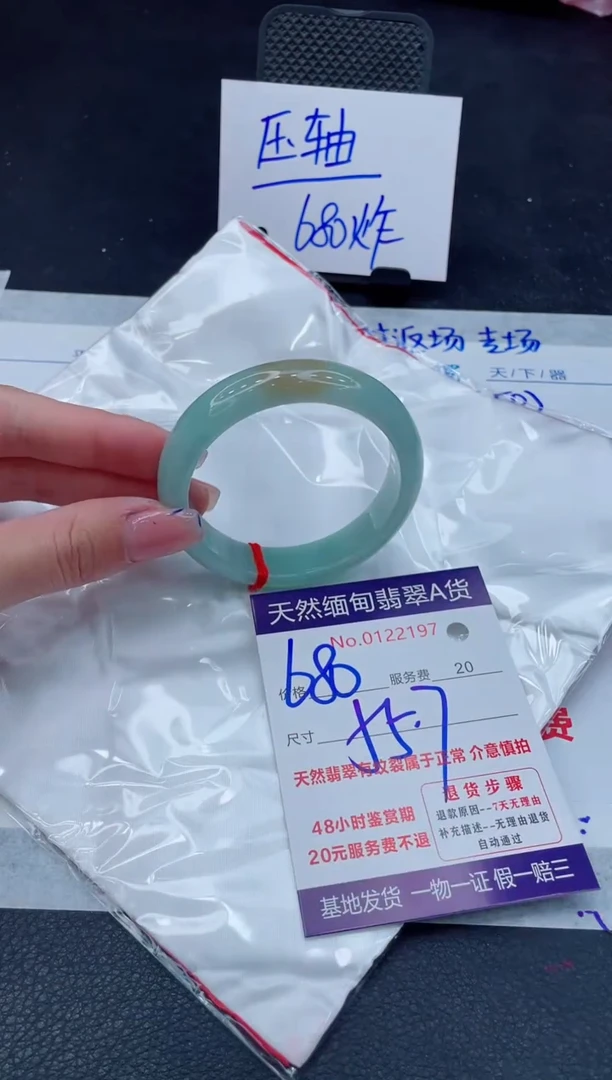 压轴
680炸
返场 专场
天/下/器
天然缅甸翡翠A货
No.0122197
价格 680 服务费 20
尺寸 55.7
天然翡翠有纹裂属于正常 介意慎拍
48小时鉴赏期
20元服务费不退
退货步骤
退款原因--7天无理由
补充描述--无理由退货
自动通过
基地发货 一物一证 假一赔三
费